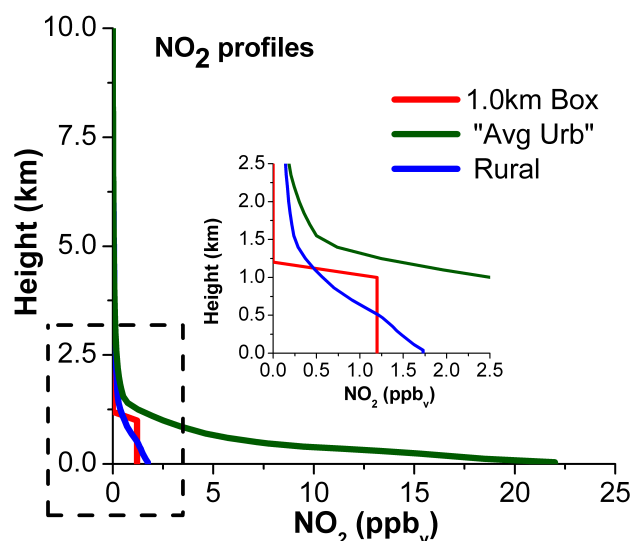 NO2 profiles
10.0
7.5
5.0
2.5
0.0
Height (km)
1.0km Box
"Avg Urb"
Rural
2.5
2.0
1.5
1.0
0.5
0.0
Height (km)
0.0 0.5 1.0 1.5 2.0 2.5
NO2 (ppbv)
0 5 10 15 20 25
NO2 (ppbv)